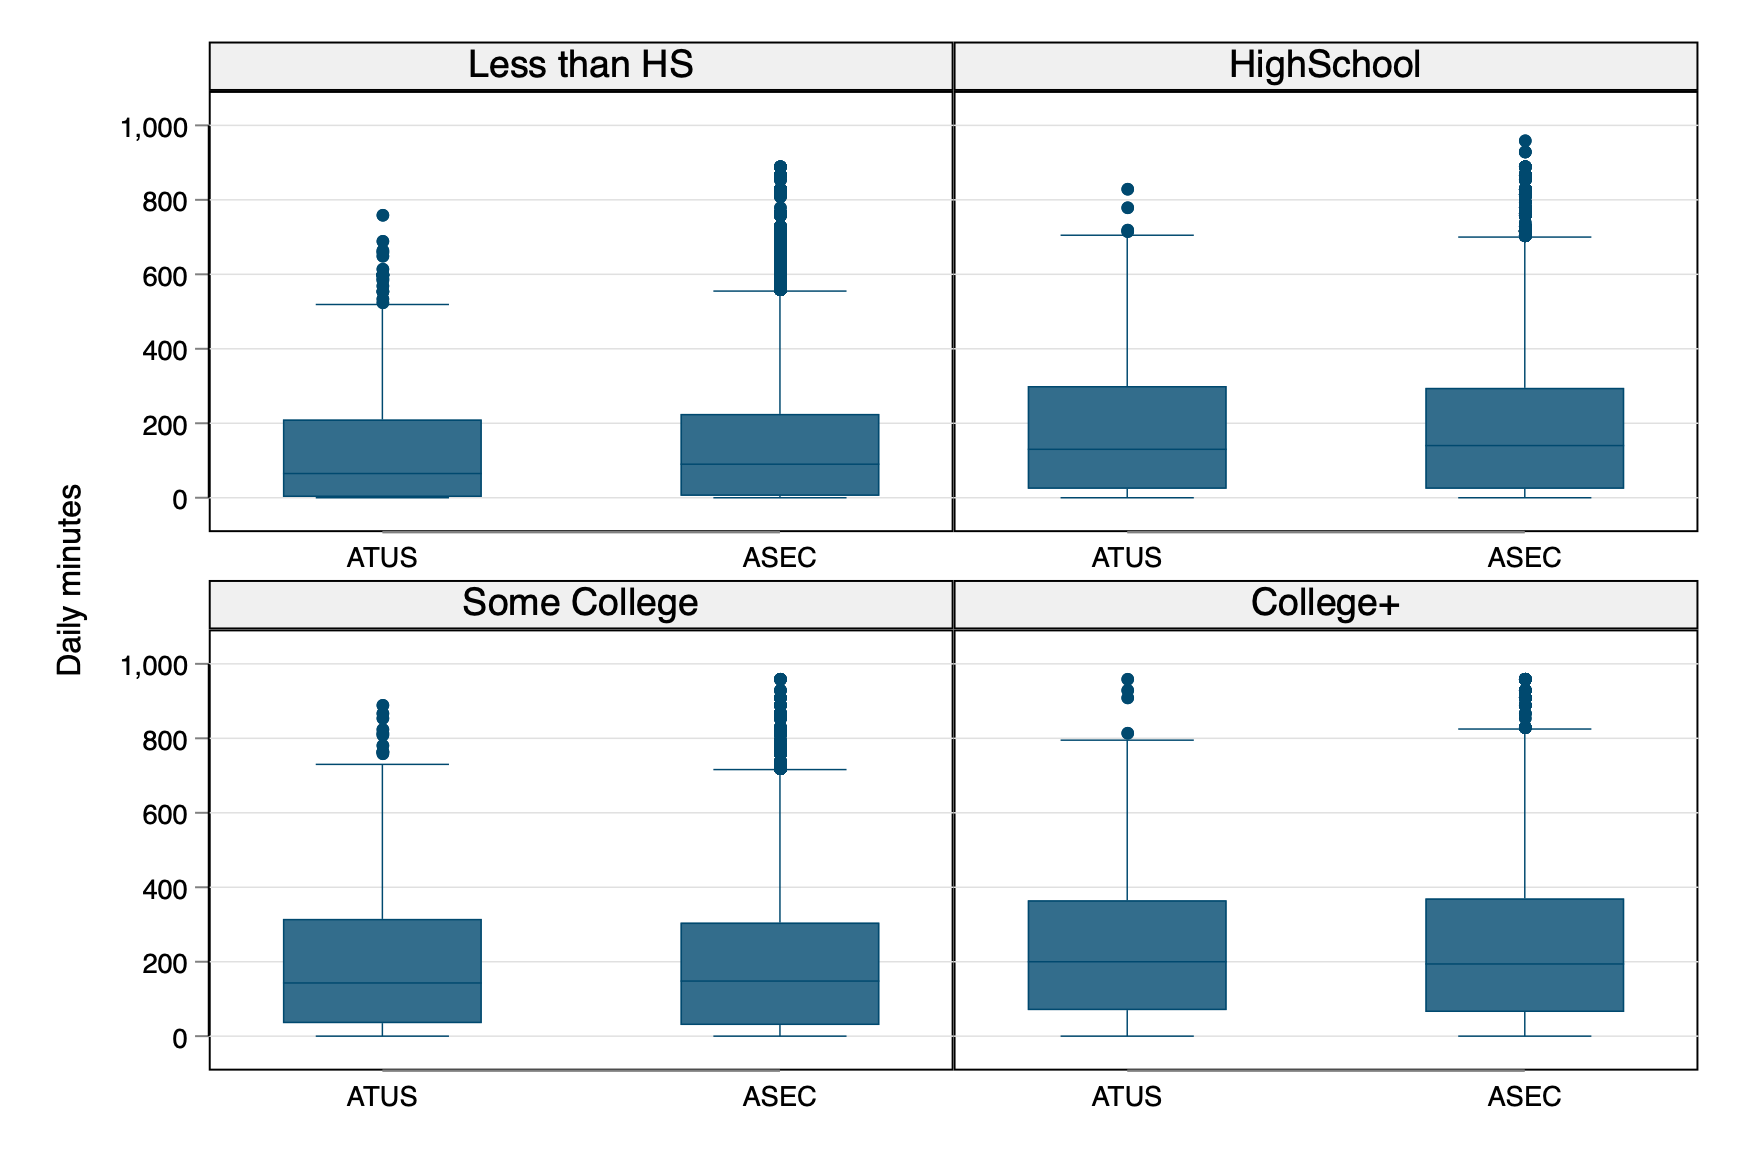 Less than HS
HighSchool
1,000
800
600
400
200
0
ATUS
ASEC
ATUS
ASEC
Daily minutes
Some College
College+
1,000
800
600
400
200
0
ATUS
ASEC
ATUS
ASEC